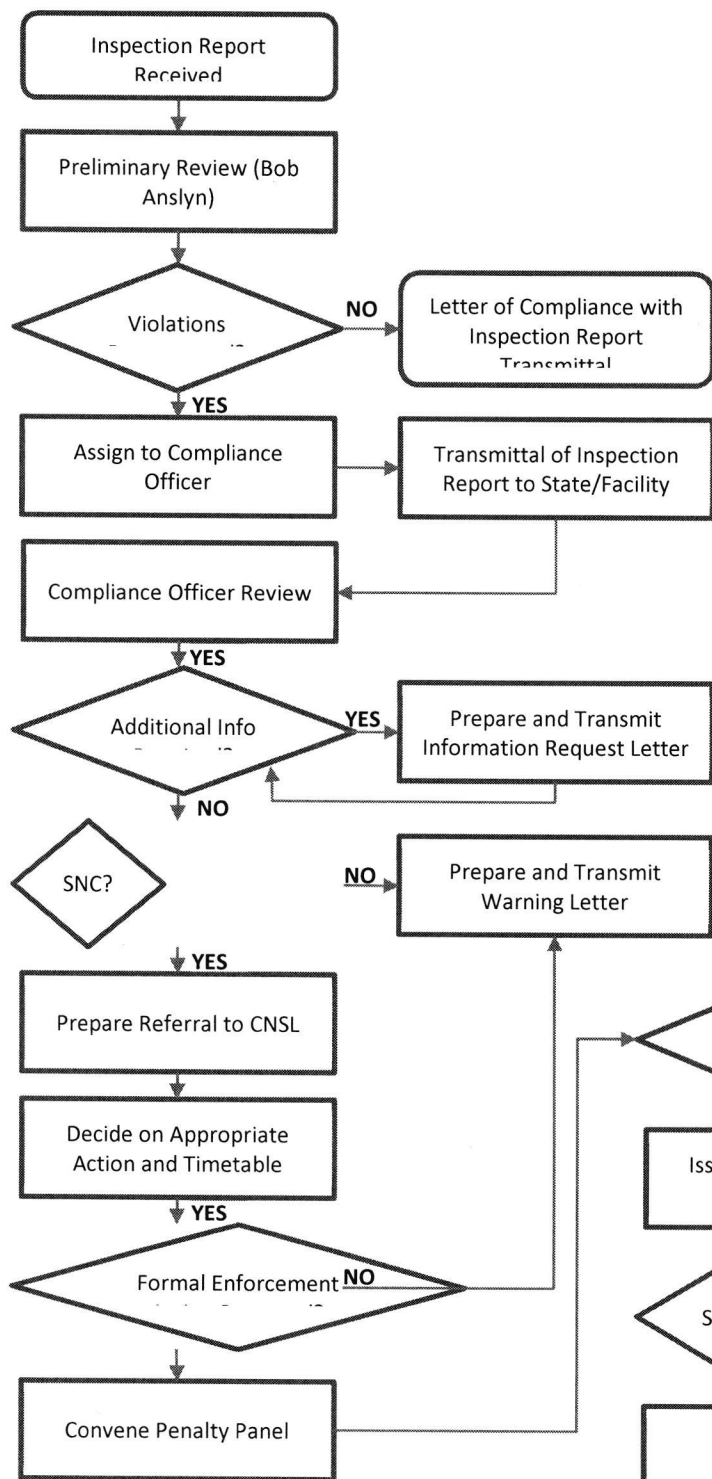 Inspection Report
Received
Preliminary Review (Bob
Anslyn)
Violations
NO
Letter of Compliance with
Inspection Report
Transmittal
YES
Assign to Compliance
Officer
Transmittal of Inspection
Report to State/Facility
Compliance Officer Review
YES
Additional Info
YES
Prepare and Transmit
Information Request Letter
NO
SNC?
NO
Prepare and Transmit
Warning Letter
YES
Prepare Referral to CNSL
Decide on Appropriate
Action and Timetable
Iss
YES
Formal Enforcement
NO
S
Convene Penalty Panel